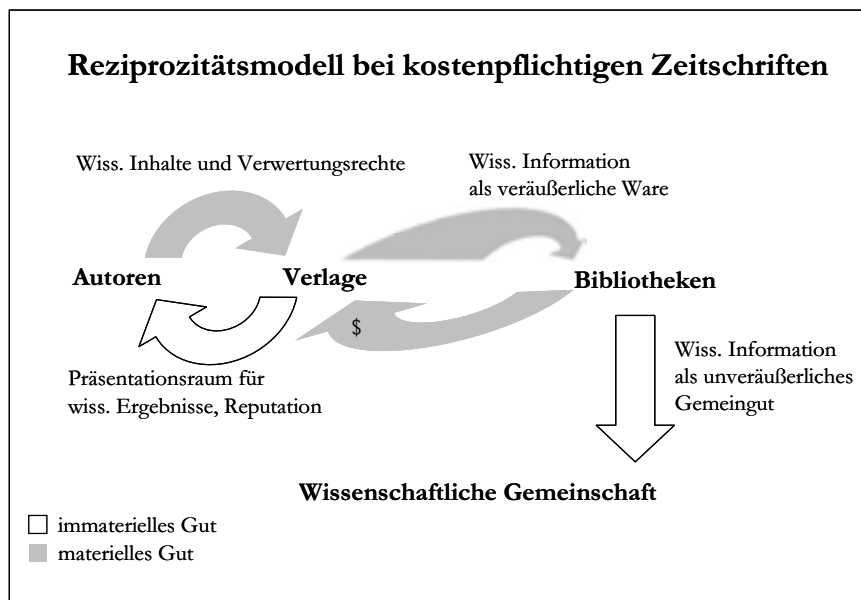 Reziprozitätsmodell bei kostenpflichtigen Zeitschriften
Wiss. Inhalte und Verwertungsrechte
Wiss. Information
als veräußerliche Ware
Autoren
Verlage
Bibliotheken
$
Präsentationsraum für
wiss. Ergebnisse, Reputation
Wiss. Information
als unveräußerliches
Gemeingut
Wissenschaftliche Gemeinschaft
immaterielles Gut
materielles Gut